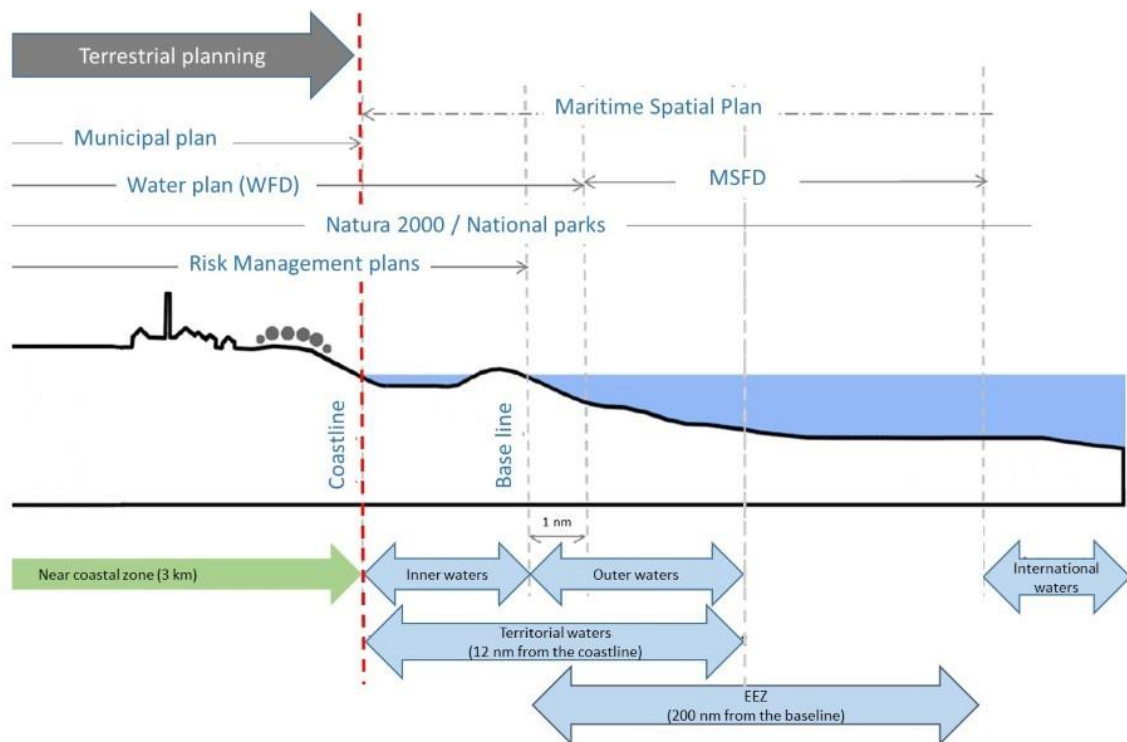 Terrestrial planning
Maritime Spatial Plan
Municipal plan
Water plan (WFD)
MSFD
Natura 2000 / National parks
Risk Management plans
Coastline
Base line
1 nm
Near coastal zone (3 km)
Inner waters
Outer waters
International
waters
Territorial waters
(12 nm from the coastline)
EEZ
(200 nm from the baseline)